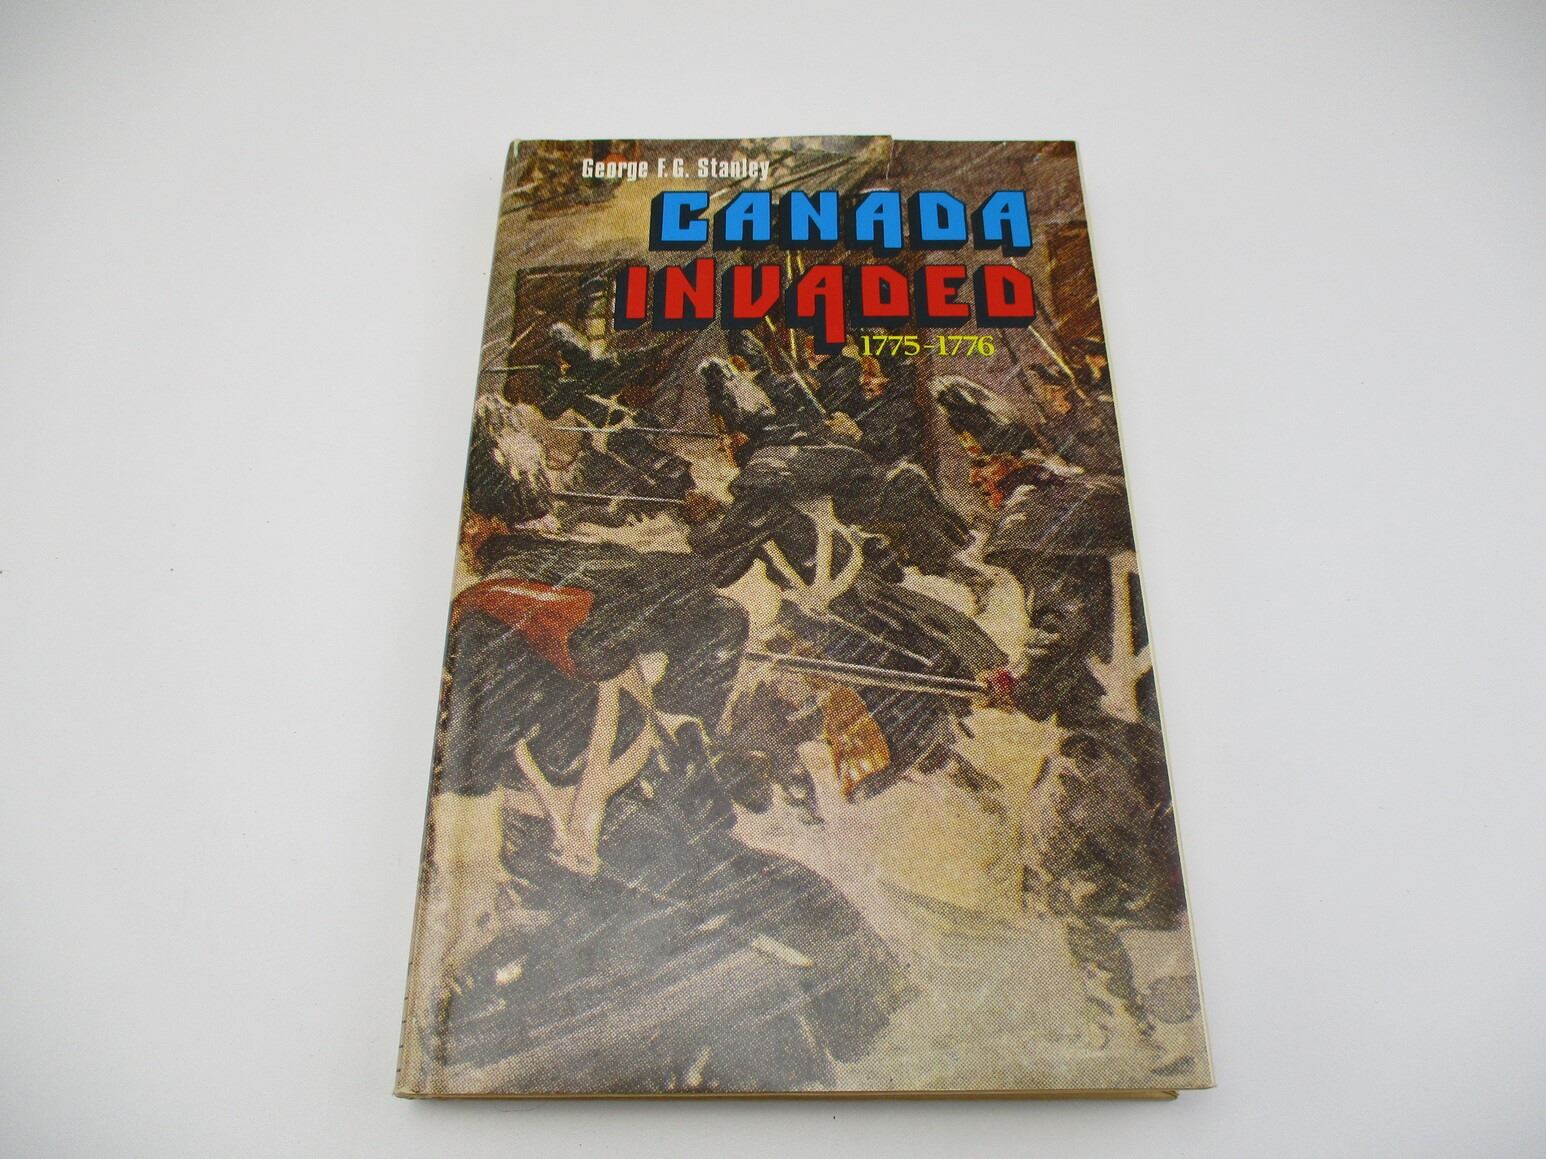 George F.G. Stanley
CANADA
INVADED
1775-1776